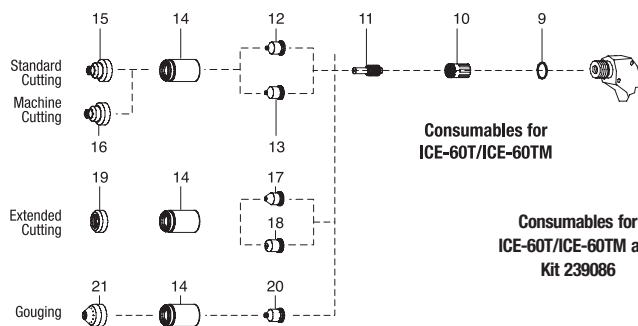 15 14 12 11 10 9
Standard
Cutting
Machine
Cutting
16 13
Consumables for
ICE-60T/ICE-60TM
19 14 17
Extended
Cutting
18
Consumables for
ICE-60T/ICE-60TM a
Kit 239086
21 14 20
Gouging